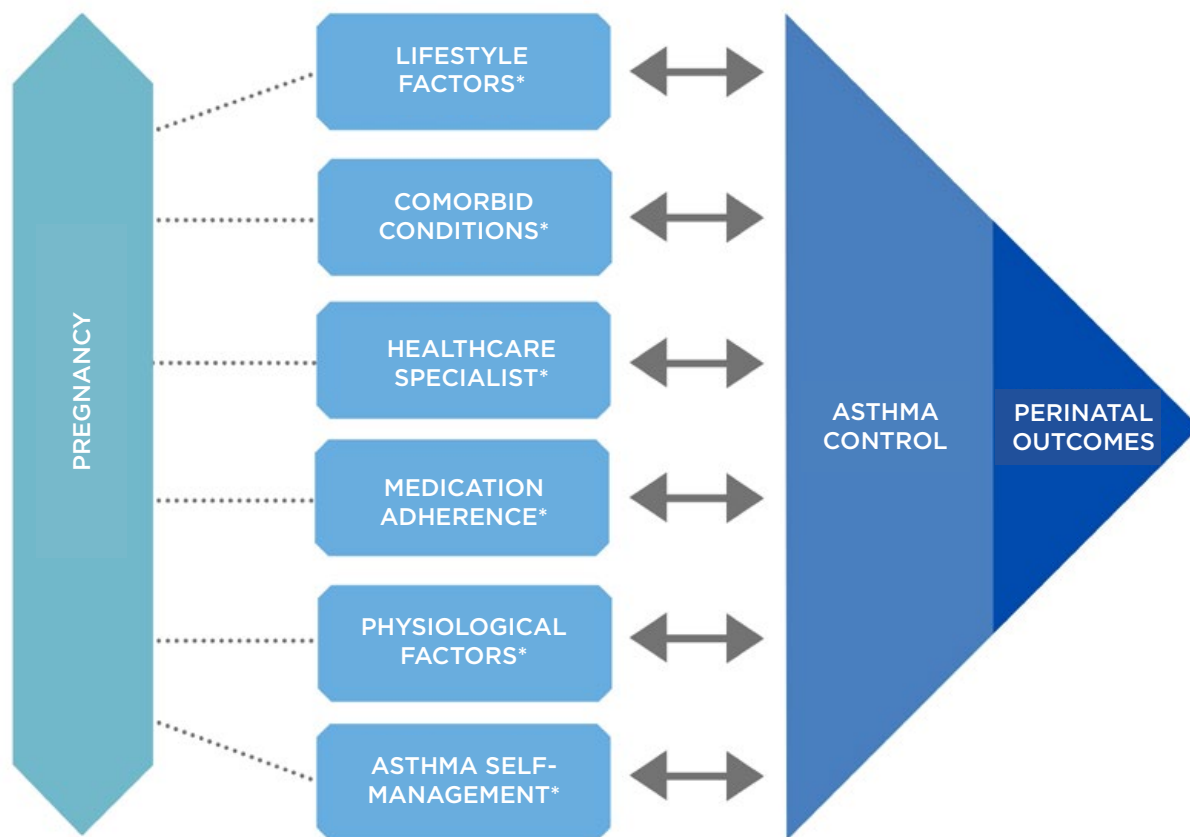 PREGNANCY
LIFESTYLE
FACTORS*
COMORBID
CONDITIONS*
HEALTHCARE
SPECIALIST*
MEDICATION
ADHERENCE*
PHYSIOLOGICAL
FACTORS*
ASTHMA SELF-
MANAGEMENT*
ASTHMA
CONTROL
PERINATAL
OUTCOMES